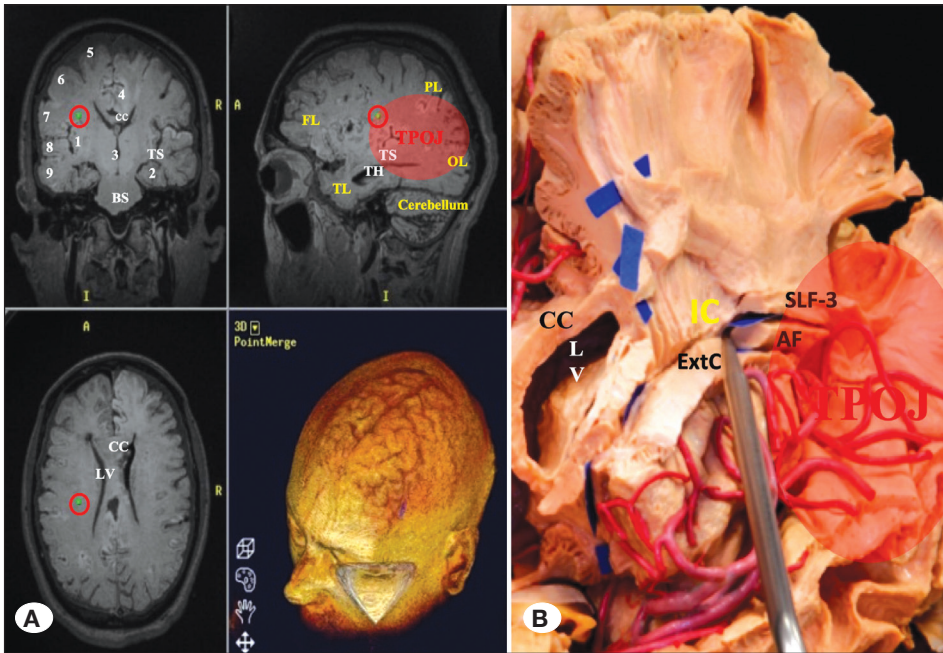 5
6
4
R
7
CC
8
1
3
TS
9
2
BS
I
A
PL
FL
TPOJ
TS
OL
TH
TL
Cerebellum
I
A
CC
LV
R
3D
PointMerge
A
SLF-3
IC
CC
AF
L
V
ExtC
TPOJ
B